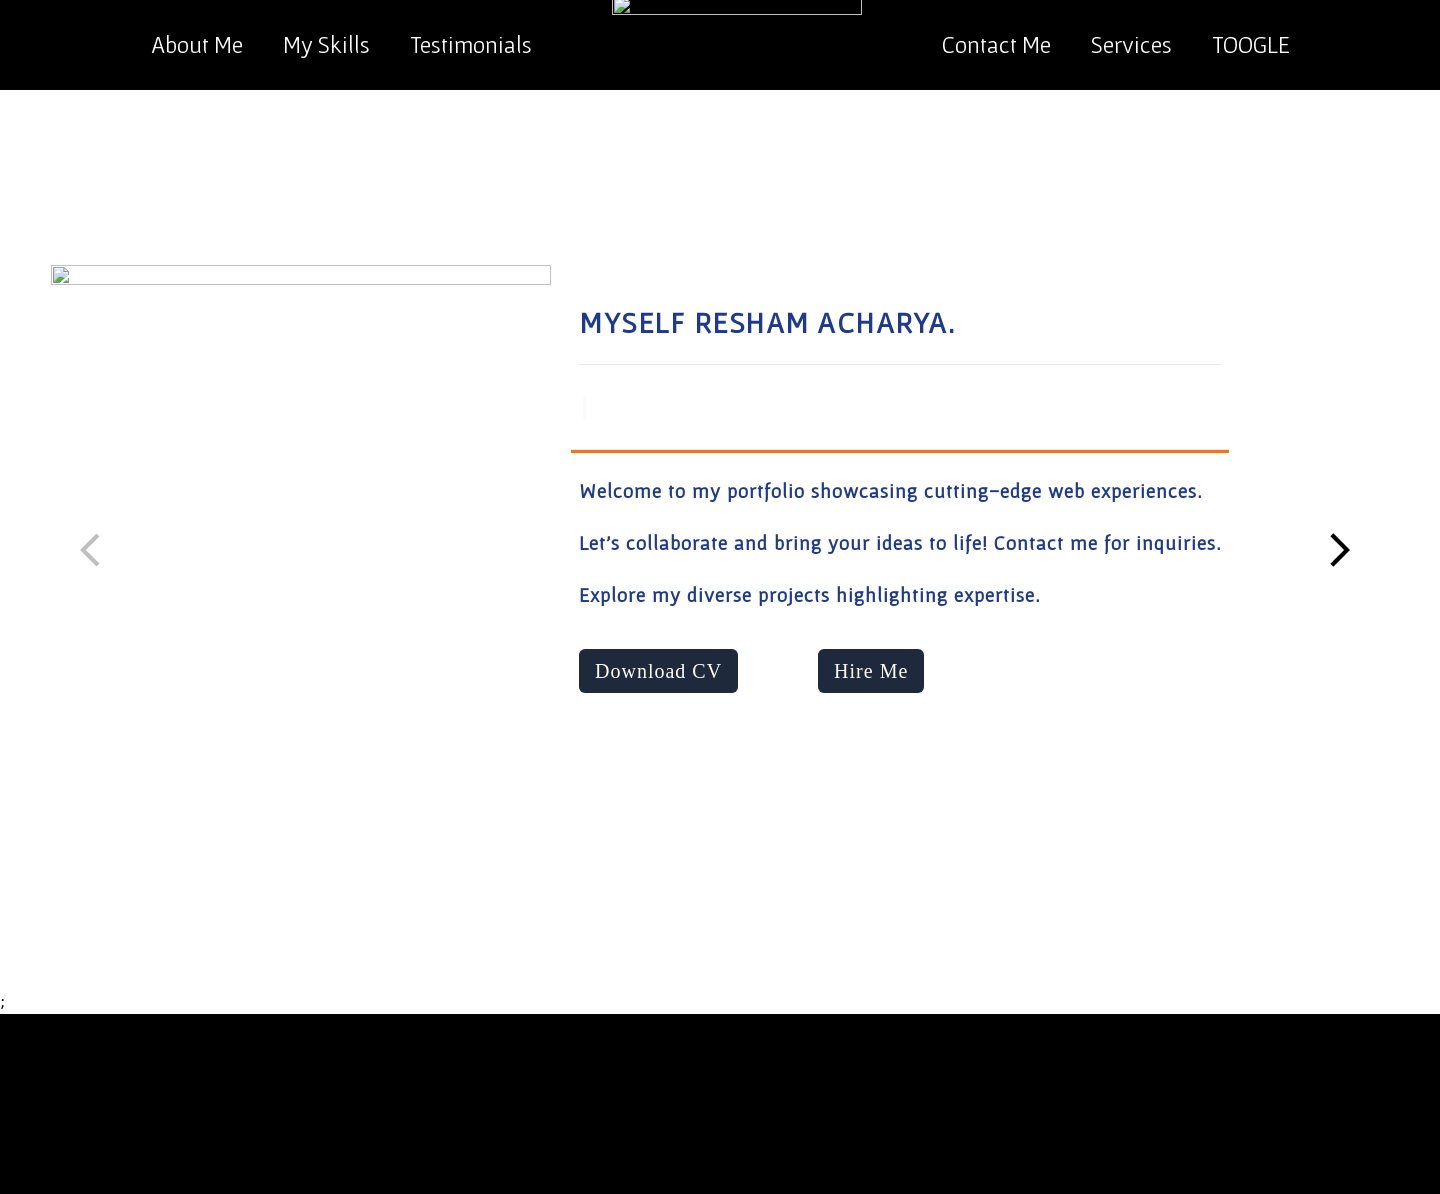 About Me My Skills Testimonials Contact Me Services TOOGLE
MYSELF RESHAM ACHARYA.
Welcome to my portfolio showcasing cutting-edge web experiences.
Let's collaborate and bring your ideas to life! Contact me for inquiries.
Explore my diverse projects highlighting expertise.
Download CV Hire Me
;